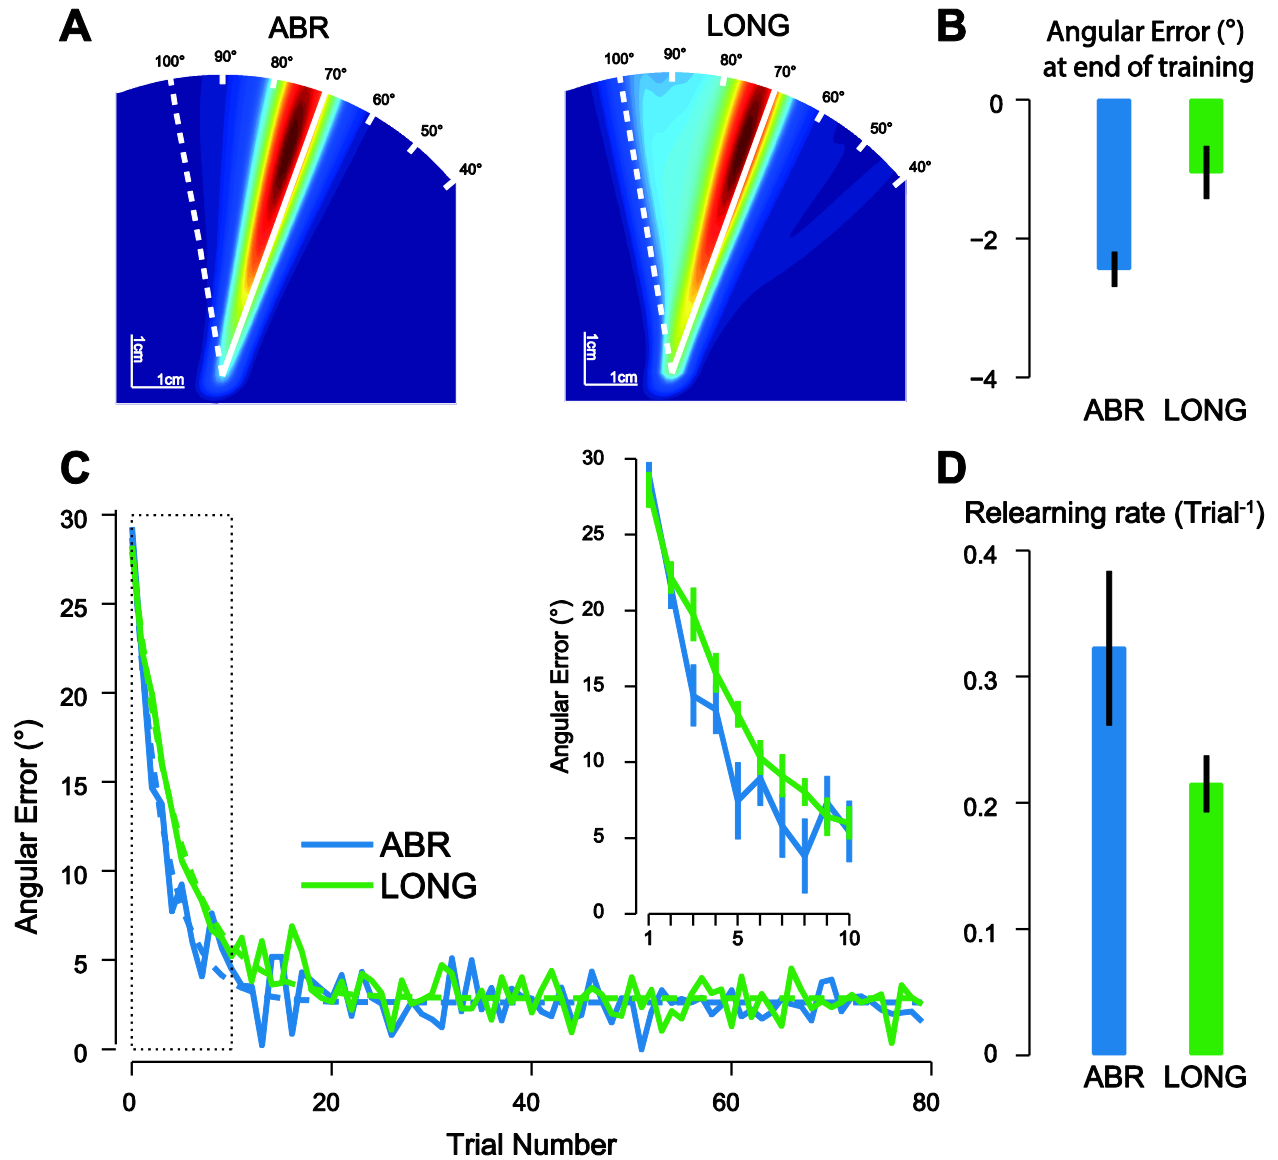 A
ABR
100°
90°
80°
70°
60°
50°
40°
1cm
1cm
LONG
100°
90°
80°
70°
60°
50°
40°
1cm
1cm
B
Angular Error (°)
at end of training
0
−2
−4
ABR
LONG
C
30
25
20
15
10
5
0
Angular Error (°)
0
20
40
60
80
Trial Number
ABR
LONG
30
25
20
15
10
5
0
Angular Error (°)
1
5
10
D
Relearning rate (Trial⁻¹)
0.4
0.3
0.2
0.1
0
ABR
LONG